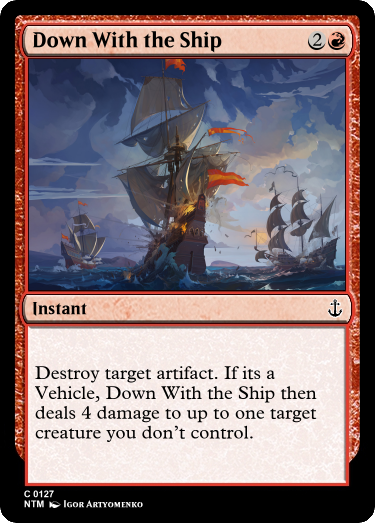 Down With the Ship 2
Instant
Destroy target artifact. If its a
Vehicle, Down With the Ship then
deals 4 damage to up to one target
creature you don't control.
C 0127
NTM Igor Artyomenko